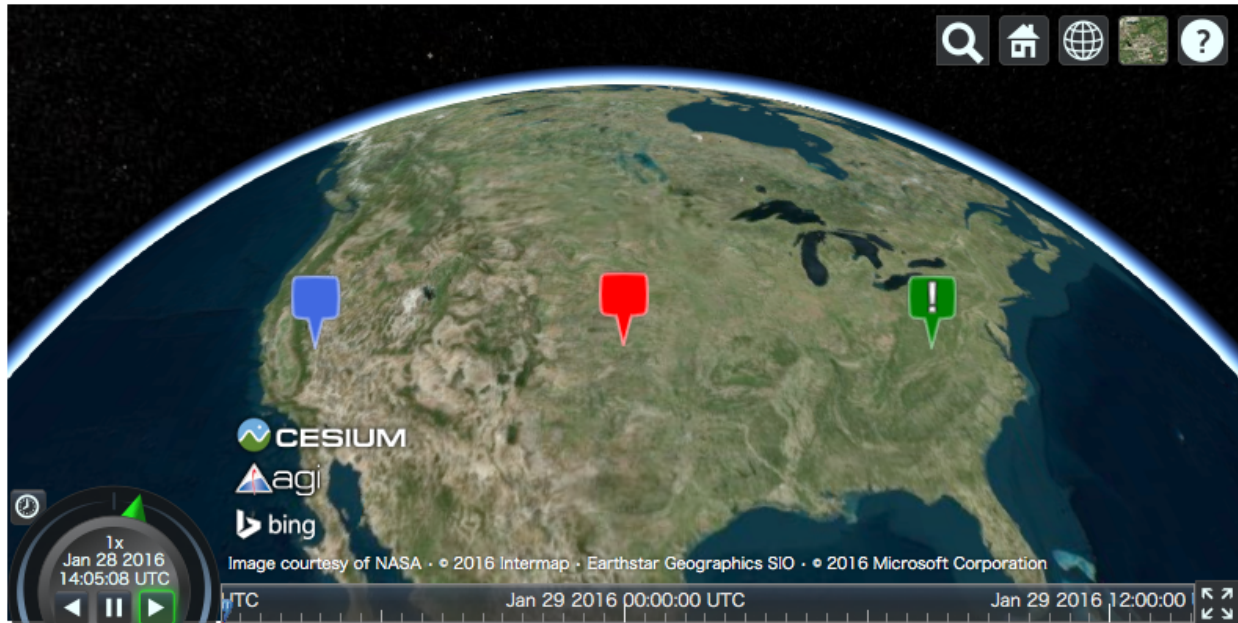 ?
!
CESIUM
agi
bing
Image courtesy of NASA · © 2016 Intermap · Earthstar Geographics SIO · © 2016 Microsoft Corporation
1x
Jan 28 2016
14:05:08 UTC
UTC Jan 29 2016 00:00:00 UTC Jan 29 2016 12:00:00